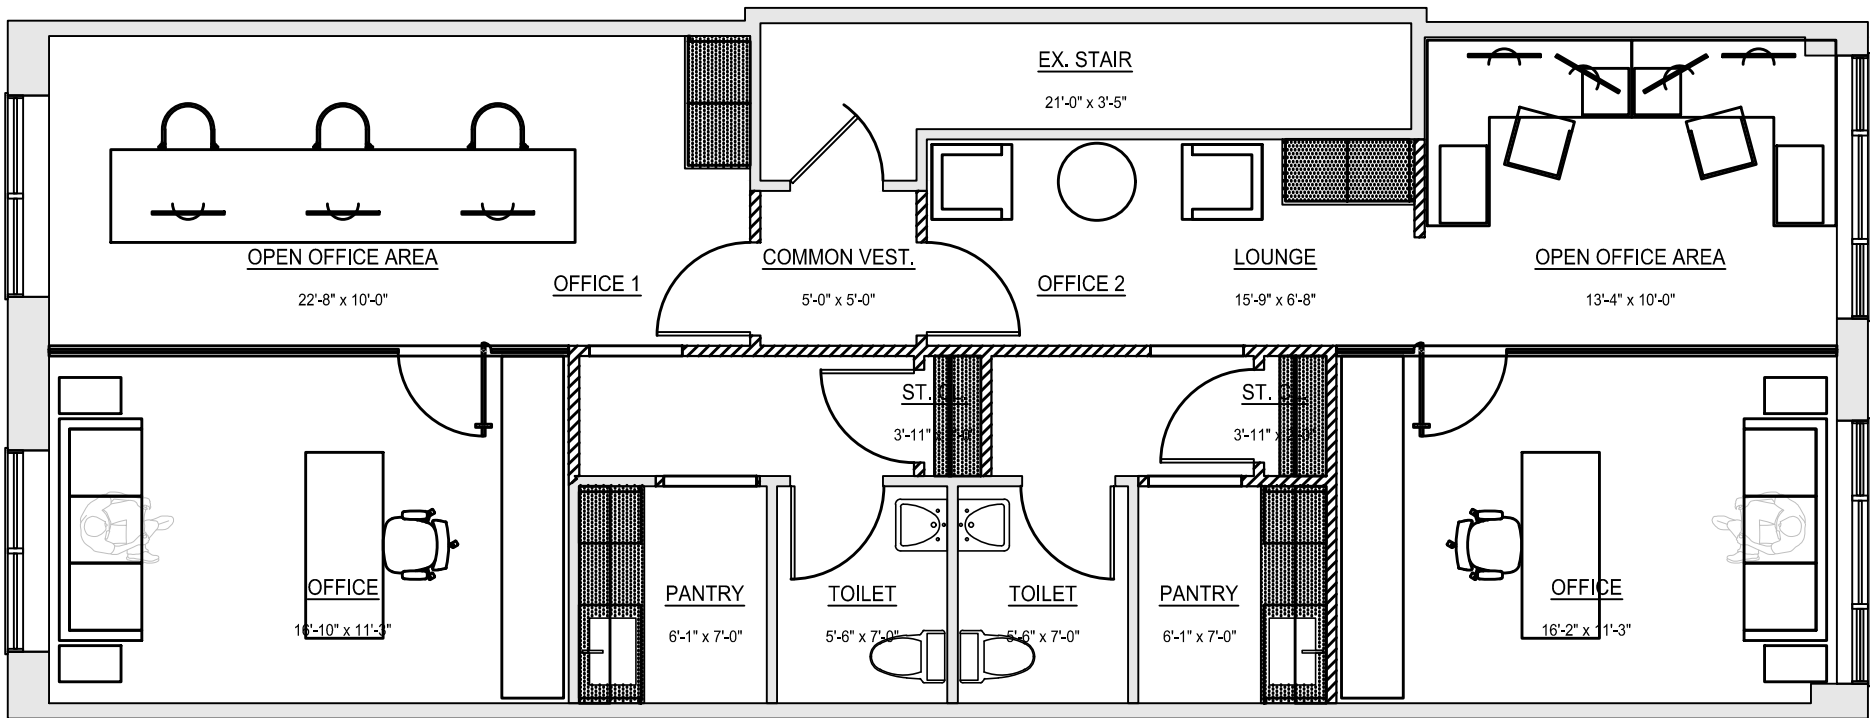 EX. STAIR
21'-0" x 3'-5"
OPEN OFFICE AREA
22'-8" x 10'-0"
OFFICE 1
COMMON VEST.
5'-0" x 5'-0"
OFFICE 2
LOUNGE
15'-9" x 6'-8"
OPEN OFFICE AREA
13'-4" x 10'-0"
ST.
3'-11" x
ST.
3'-11" x
OFFICE
16'-10" x 11'-3"
PANTRY
6'-1" x 7'-0"
TOILET
5'-6" x 7'-0"
TOILET
5'-6" x 7'-0"
PANTRY
6'-1" x 7'-0"
OFFICE
16'-2" x 11'-3"